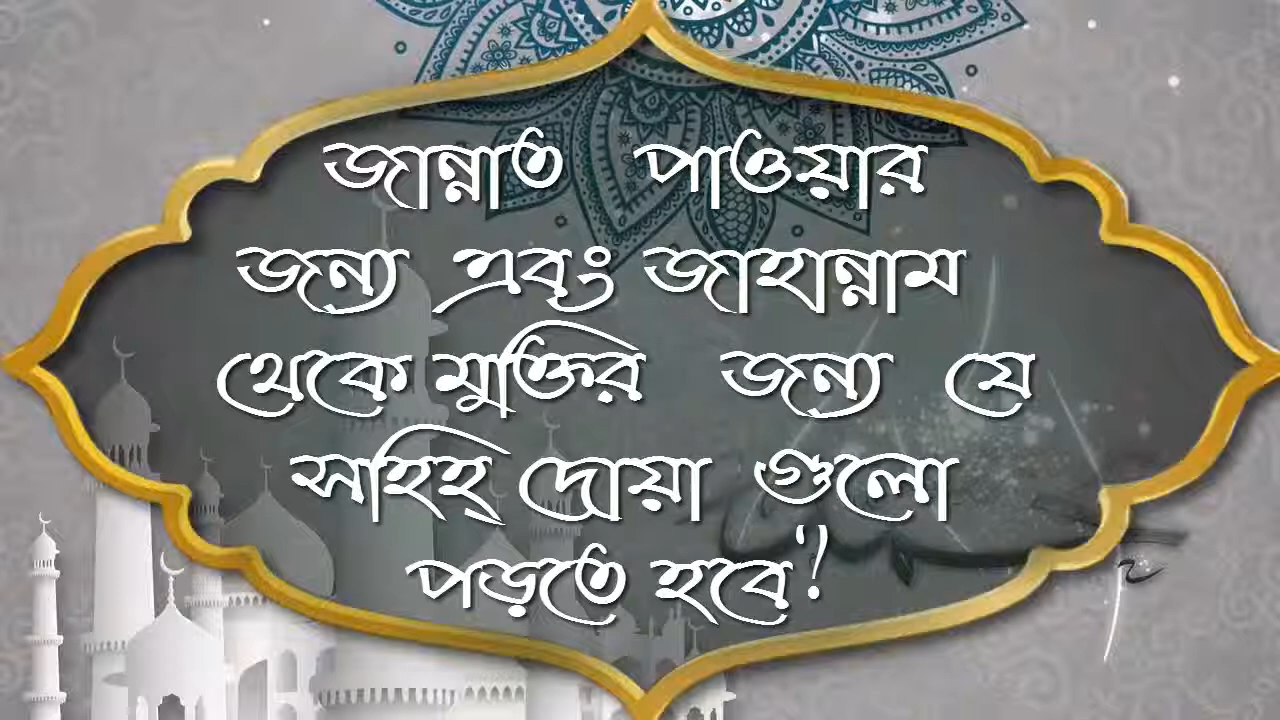 জান্নাত পাওয়ার
জন্য এবং জাহান্নাম
থেকে মুক্তির জন্য যে
সহিহ্ দোয়া গুলো
পড়তে হবে?